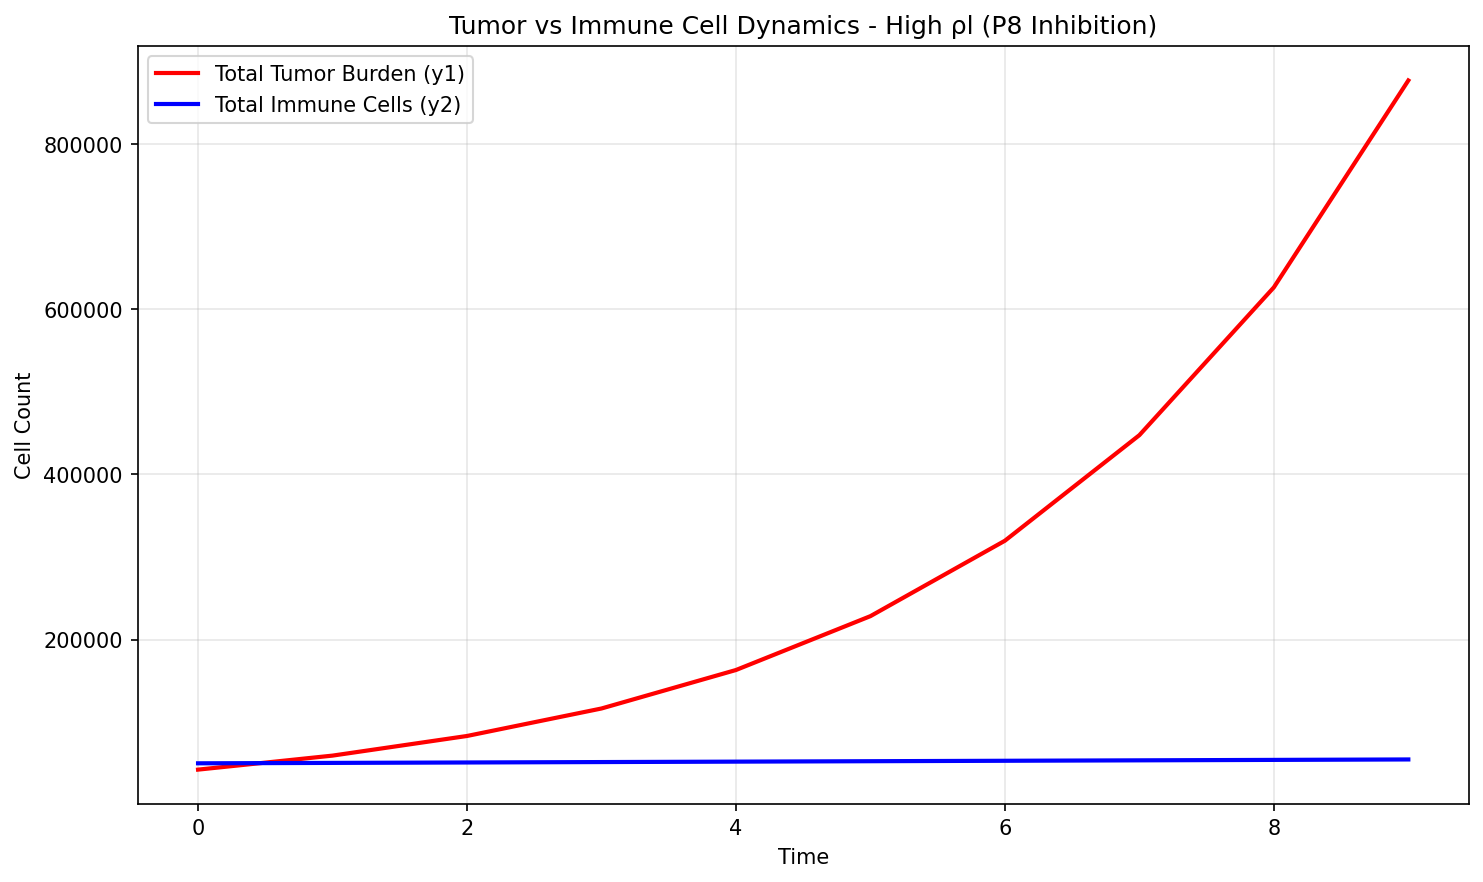 Tumor vs Immune Cell Dynamics - High ρl (P8 Inhibition)
Total Tumor Burden (y1)
Total Immune Cells (y2)
800000
600000
400000
200000
Cell Count
0 2 4 6 8
Time